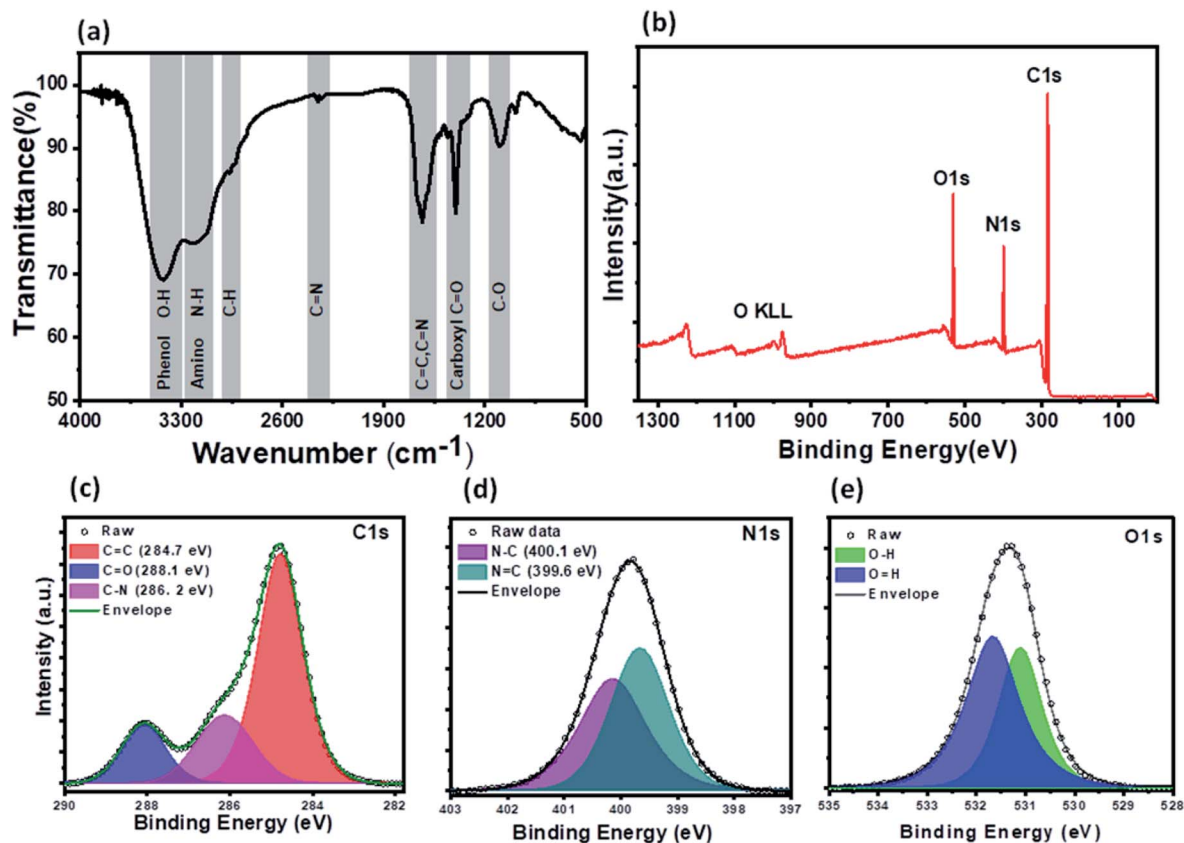 (a)
Transmittance(%)
100
90
80
70
60
50
Phenol O-H
Amino N-H
C-H
C=N
C=C,C=N
Carboxyl C=O
C-O
4000 3300 2600 1900 1200 500
Wavenumber (cm-1)
(b)
Intensity(a.u.)
C1s
O1s
N1s
O KLL
1300 1100 900 700 500 300 100
Binding Energy(eV)
(c)
C1s
Raw
C=C (284.7 eV)
C=O (288.1 eV)
C-N (286. 2 eV)
Envelope
Intensity (a.u.)
290 288 286 284 282
Binding Energy (eV)
(d)
N1s
Raw data
N-C (400.1 eV)
N=C (399.6 eV)
Envelope
403 402 401 400 399 398 397
Binding Energy (eV)
(e)
O1s
Raw
O-H
O=H
Envelope
535 534 533 532 531 530 529 528
Binding Energy (eV)